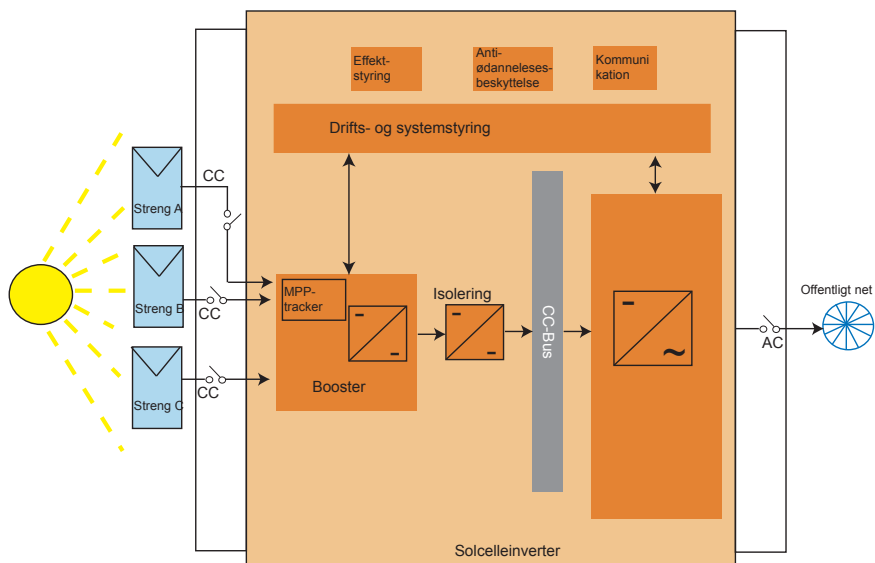 Effekt-
styring
Anti-
ødanneleses-
beskyttelse
Kommuni
kation
Drifts- og systemstyring
CC
Streng A
MPP-
tracker
Isolering
Offentligt net
Streng B
CC
CC-Bus
AC
Booster
CC
Streng C
Solcelleinverter